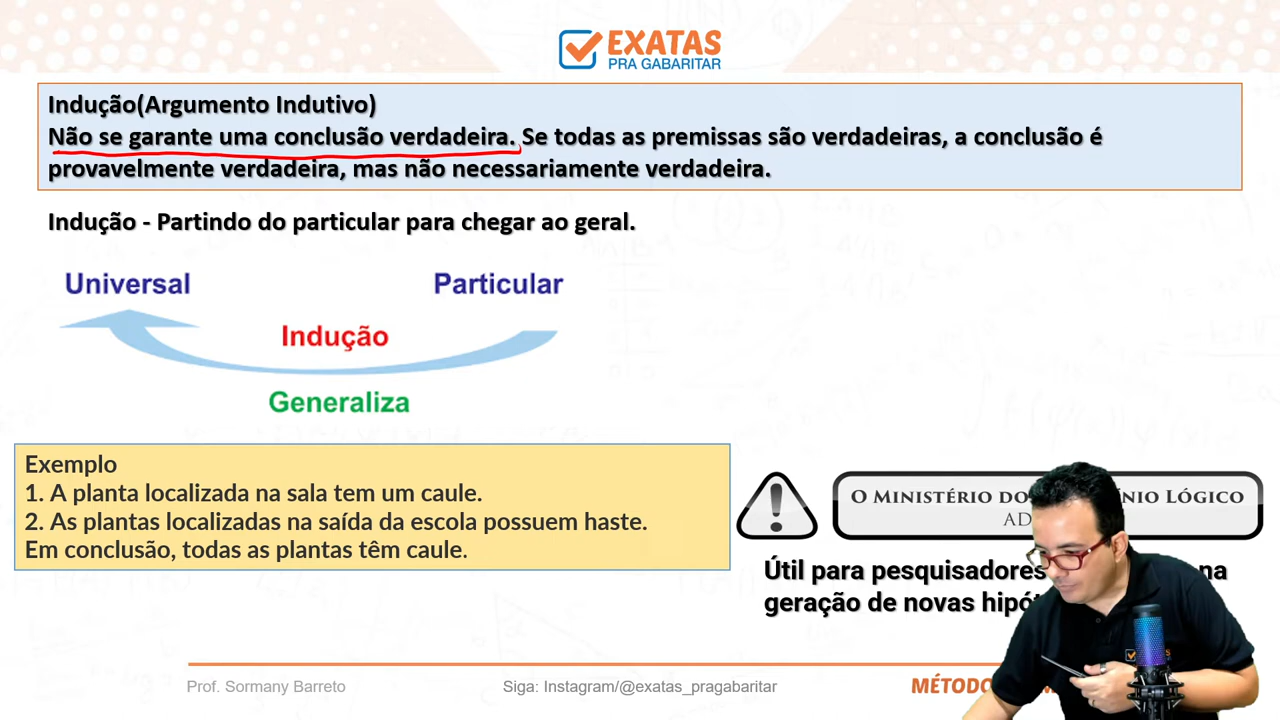 EXATAS
PRA GABARITAR
Indução(Argumento Indutivo)
Não se garante uma conclusão verdadeira. Se todas as premissas são verdadeiras, a conclusão é
provavelmente verdadeira, mas não necessariamente verdadeira.
Indução - Partindo do particular para chegar ao geral.
Universal Particular
Indução
Generaliza
Exemplo
1. A planta localizada na sala tem um caule.
2. As plantas localizadas na saída da escola possuem haste.
Em conclusão, todas as plantas têm caule.
O Ministério do Lógico
Útil para pesquisadores na
geração de novas
Prof. Sormany Barreto
Siga: Instagram/@exatas_pragabaritar
EXATAS